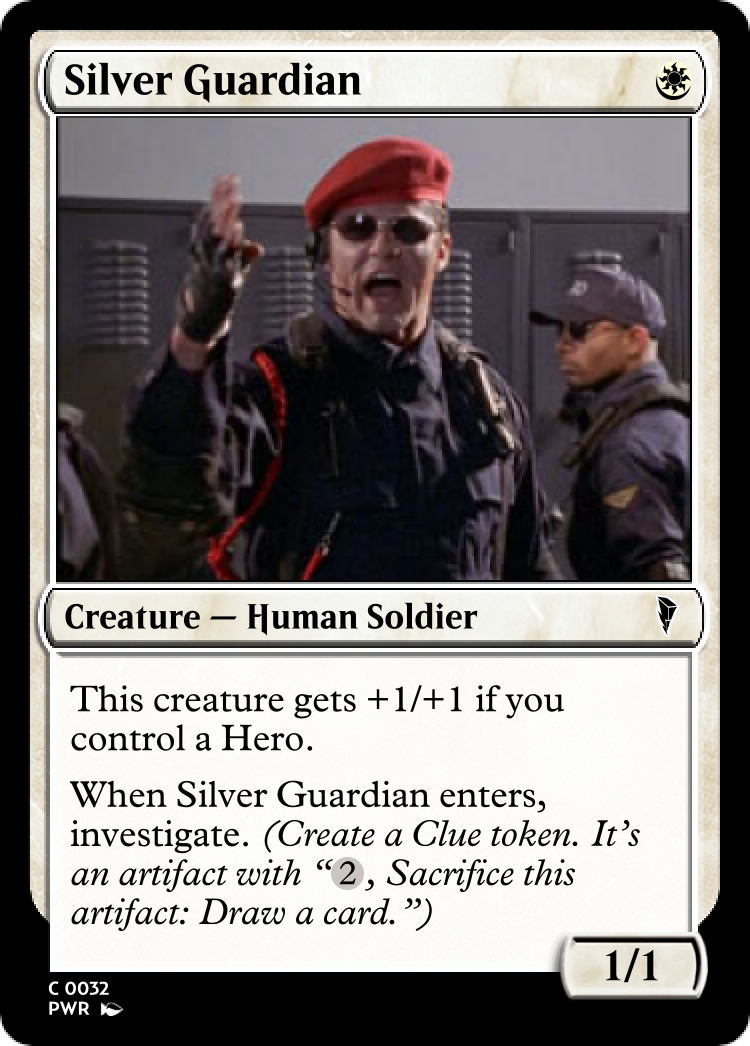 Silver Guardian
Creature — Human Soldier
This creature gets +1/+1 if you
control a Hero.
When Silver Guardian enters,
investigate. (Create a Clue token. It's
an artifact with “2, Sacrifice this
artifact: Draw a card.”)
1/1
C 0032
PWR